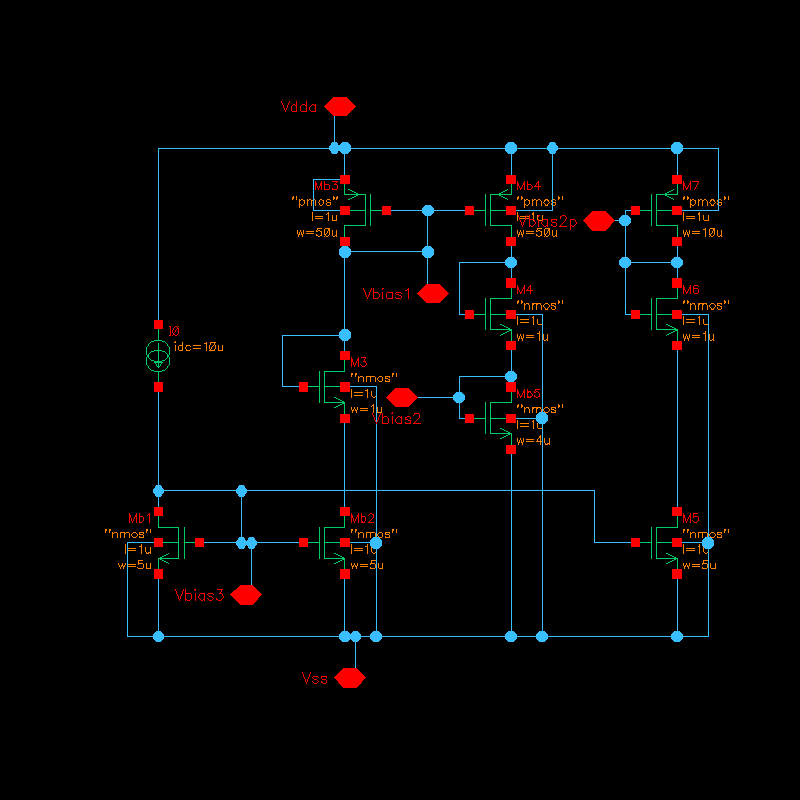 Vdda
Mb3
"pmos"
l=1u
w=50u
Mb4
"pmos"
l=1u
w=50u
Vbias2p
M7
"pmos"
l=1u
w=10u
Vbias1
M4
"nmos"
l=1u
w=1u
M6
"nmos"
l=1u
w=1u
I0
idc=10u
M3
"nmos"
l=1u
w=1u
Vbias2
Mb5
"nmos"
l=1u
w=4u
Mb1
"nmos"
l=1u
w=5u
Mb2
"nmos"
l=1u
w=5u
M5
"nmos"
l=1u
w=5u
Vbias3
Vss